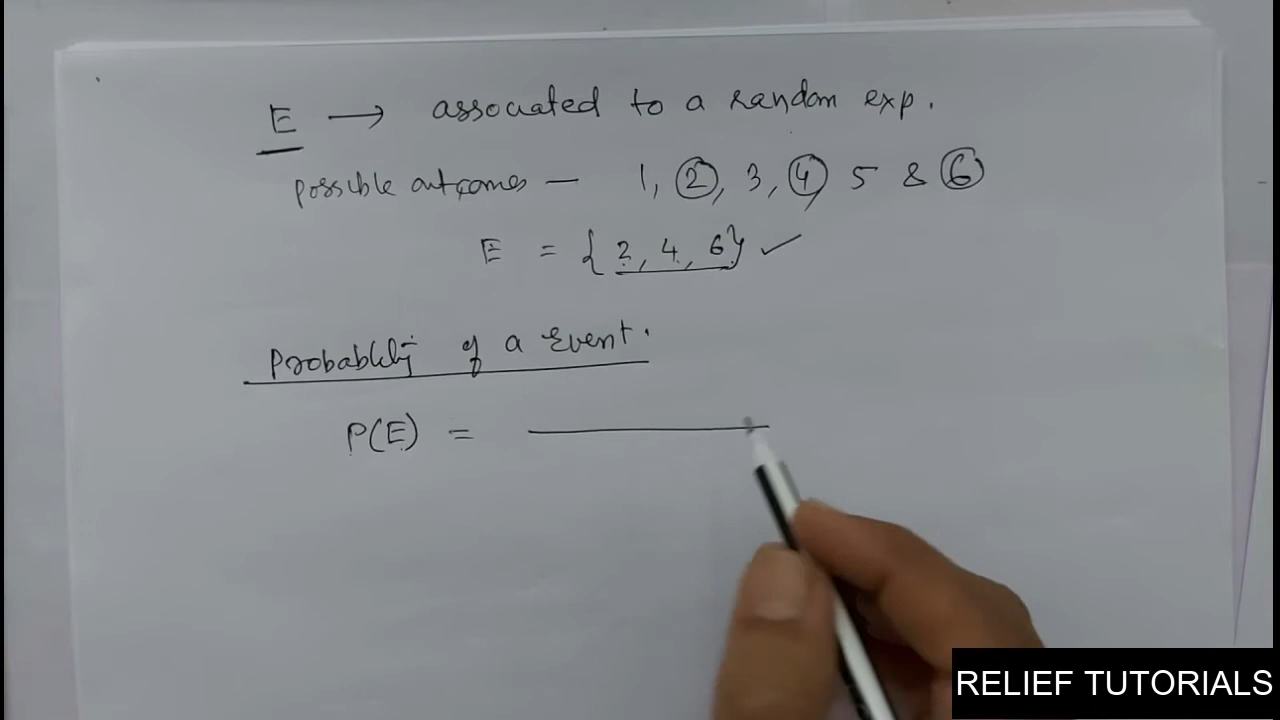 E → associated to a random exp.
possible outcomes — 1, 2, 3, 4, 5 & 6
E = {2, 4, 6} ✓
Probability of a Event.
P(E) =
RELIEF TUTORIALS